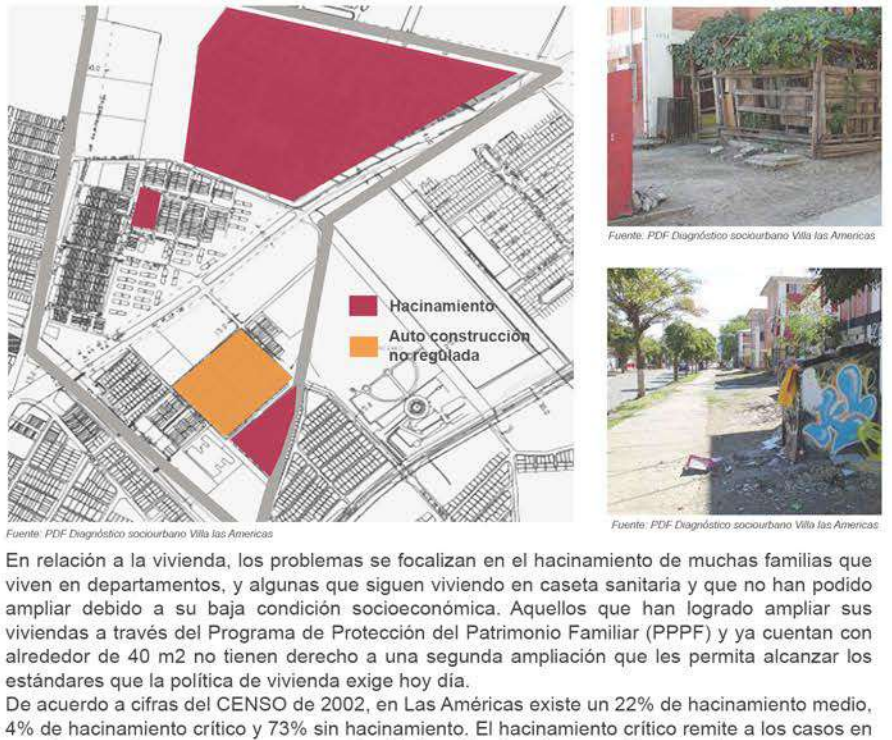 Hacinamiento
Auto construcción
no regulada
Fuente: PDF Diagnóstico sociourbano Villa las Americas
Fuente: PDF Diagnóstico sociourbano Villa las Americas
Fuente: PDF Diagnóstico sociourbano Villa las Americas
En relación a la vivienda, los problemas se focalizan en el hacinamiento de muchas familias que
viven en departamentos, y algunas que siguen viviendo en caseta sanitaria y que no han podido
ampliar debido a su baja condición socioeconómica. Aquellos que han logrado ampliar sus
viviendas a través del Programa de Protección del Patrimonio Familiar (PPPF) y ya cuentan con
alrededor de 40 m2 no tienen derecho a una segunda ampliación que les permita alcanzar los
estándares que la política de vivienda exige hoy día.
De acuerdo a cifras del CENSO de 2002, en Las Américas existe un 22% de hacinamiento medio,
4% de hacinamiento crítico y 73% sin hacinamiento. El hacinamiento crítico remite a los casos en